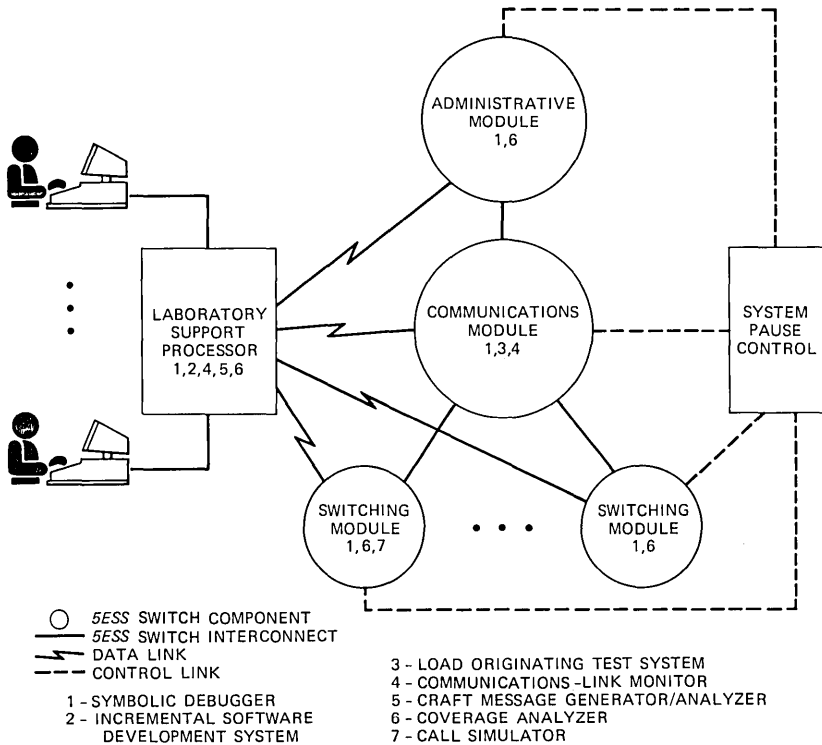 ADMINISTRATIVE
MODULE
1,6
LABORATORY
SUPPORT
PROCESSOR
1,2,4,5,6
COMMUNICATIONS
MODULE
1,3,4
SYSTEM
PAUSE
CONTROL
SWITCHING
MODULE
1,6,7
SWITCHING
MODULE
1,6
5ESS SWITCH COMPONENT
5ESS SWITCH INTERCONNECT
DATA LINK
CONTROL LINK
1 - SYMBOLIC DEBUGGER
2 - INCREMENTAL SOFTWARE
DEVELOPMENT SYSTEM
3 - LOAD ORIGINATING TEST SYSTEM
4 - COMMUNICATIONS-LINK MONITOR
5 - CRAFT MESSAGE GENERATOR/ANALYZER
6 - COVERAGE ANALYZER
7 - CALL SIMULATOR